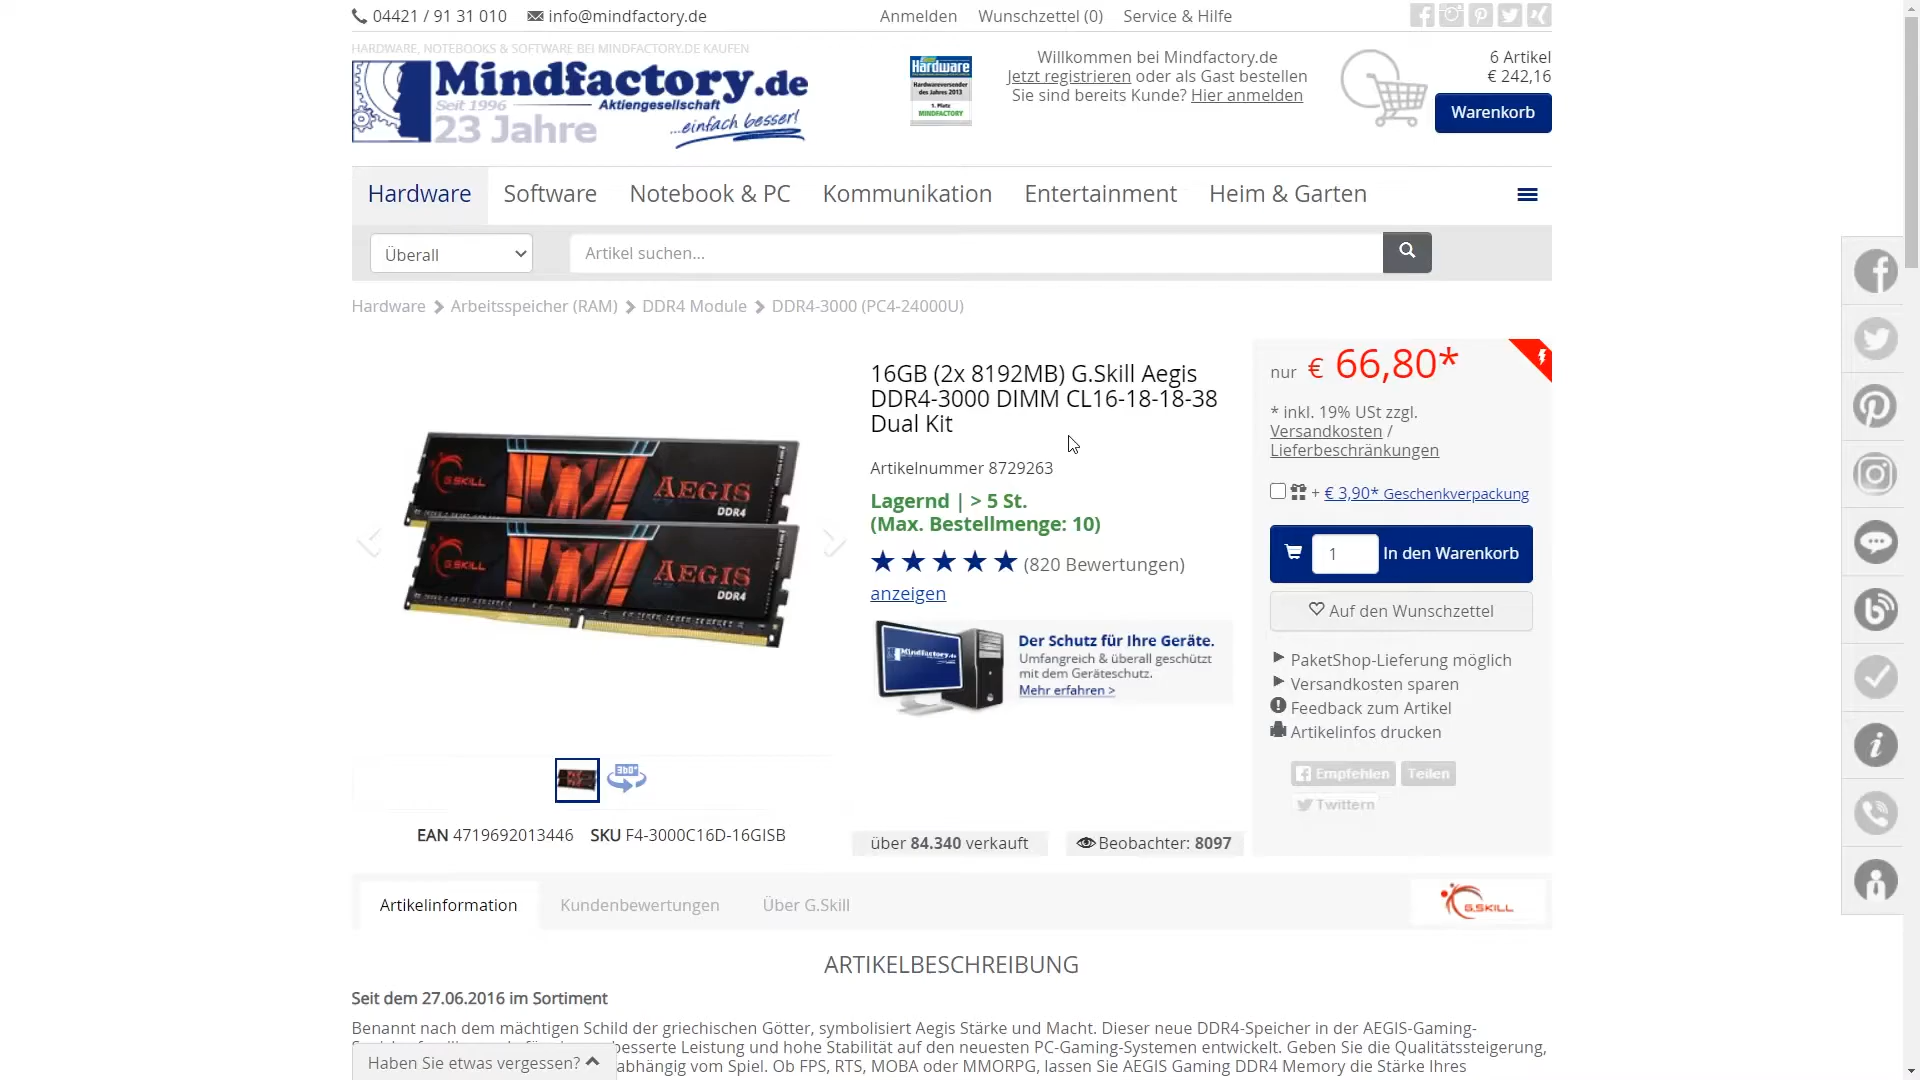 04421 / 91 31 010 info@mindfactory.de Anmelden Wunschzettel (0) Service & Hilfe
HARDWARE, NOTEBOOKS & SOFTWARE BEI MINDFACTORY.DE KAUFEN
Mindfactory.de
Seit 1996 Aktiengesellschaft
23 Jahre ...einfach besser!
Hardware
Hardwareversender
des Jahres 2013
1. Platz
MINDFACTORY
Willkommen bei Mindfactory.de
Jetzt registrieren oder als Gast bestellen
Sie sind bereits Kunde? Hier anmelden
6 Artikel
€ 242,16
Warenkorb
Hardware Software Notebook & PC Kommunikation Entertainment Heim & Garten
Überall Artikel suchen...
Hardware Arbeitsspeicher (RAM) DDR4 Module DDR4-3000 (PC4-24000U)
G.SKILL AEGIS
DDR4
G.SKILL AEGIS
DDR4
360°
EAN 4719692013446 SKU F4-3000C16D-16GISB
16GB (2x 8192MB) G.Skill Aegis
DDR4-3000 DIMM CL16-18-18-38
Dual Kit
Artikelnummer 8729263
Lagernd | > 5 St.
(Max. Bestellmenge: 10)
(820 Bewertungen)
anzeigen
Mindfactory.de
Der Schutz für Ihre Geräte.
Umfangreich & überall geschützt
mit dem Geräteschutz.
Mehr erfahren >
über 84.340 verkauft Beobachter: 8097
nur € 66,80*
* inkl. 19% USt zzgl.
Versandkosten /
Lieferbeschränkungen
+ € 3,90* Geschenkverpackung
1 In den Warenkorb
Auf den Wunschzettel
PaketShop-Lieferung möglich
Versandkosten sparen
Feedback zum Artikel
Artikelinfos drucken
Empfehlen Teilen
Twittern
Artikelinformation Kundenbewertungen Über G.Skill G.SKILL
ARTIKELBESCHREIBUNG
Seit dem 27.06.2016 im Sortiment
Benannt nach dem mächtigen Schild der griechischen Götter, symbolisiert Aegis Stärke und Macht. Dieser neue DDR4-Speicher in der AEGIS-Gaming-
besserte Leistung und hohe Stabilität auf den neuesten PC-Gaming-Systemen entwickelt. Geben Sie die Qualitätssteigerung,
Haben Sie etwas vergessen? abhängig vom Spiel. Ob FPS, RTS, MOBA oder MMORPG, lassen Sie AEGIS Gaming DDR4 Memory die Stärke Ihres